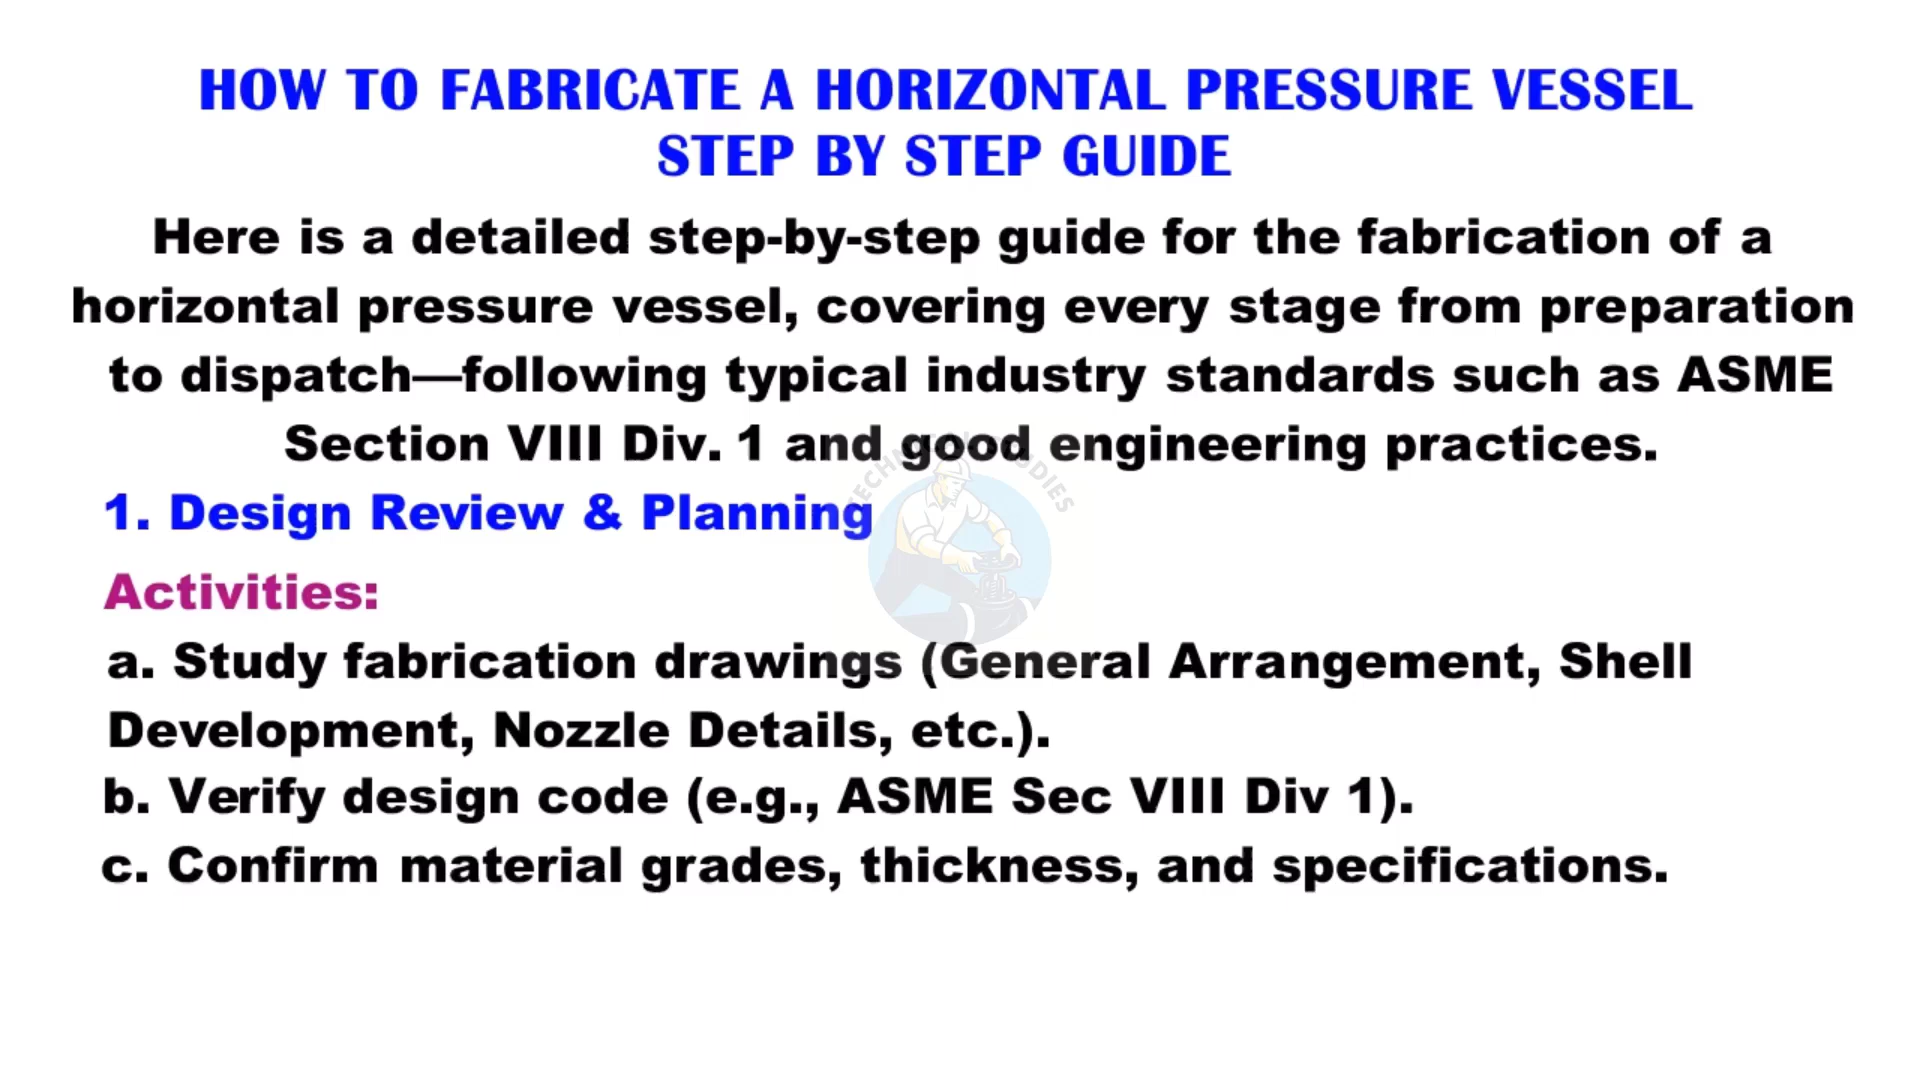 HOW TO FABRICATE A HORIZONTAL PRESSURE VESSEL
STEP BY STEP GUIDE
Here is a detailed step-by-step guide for the fabrication of a
horizontal pressure vessel, covering every stage from preparation
to dispatch—following typical industry standards such as ASME
Section VIII Div. 1 and good engineering practices.
1. Design Review & Planning
Activities:
a. Study fabrication drawings (General Arrangement, Shell
Development, Nozzle Details, etc.).
b. Verify design code (e.g., ASME Sec VIII Div 1).
c. Confirm material grades, thickness, and specifications.